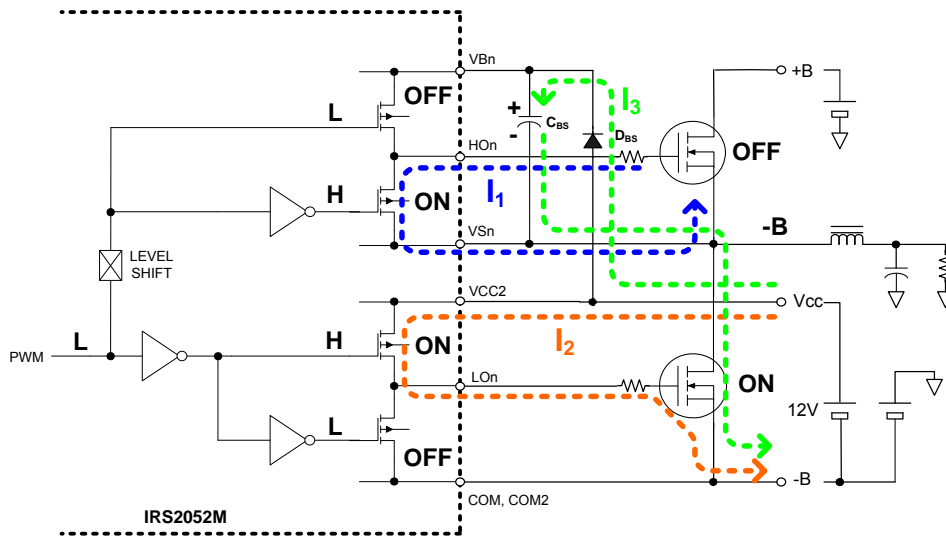 VBn
+B
OFF
I3
L
+
-
CBS
DBS
HOn
OFF
H
I1
ON
VSn
-B
LEVEL
SHIFT
VCC2
Vcc
H
I2
PWM
L
ON
LOn
ON
12V
L
OFF
-B
COM, COM2
IRS2052M